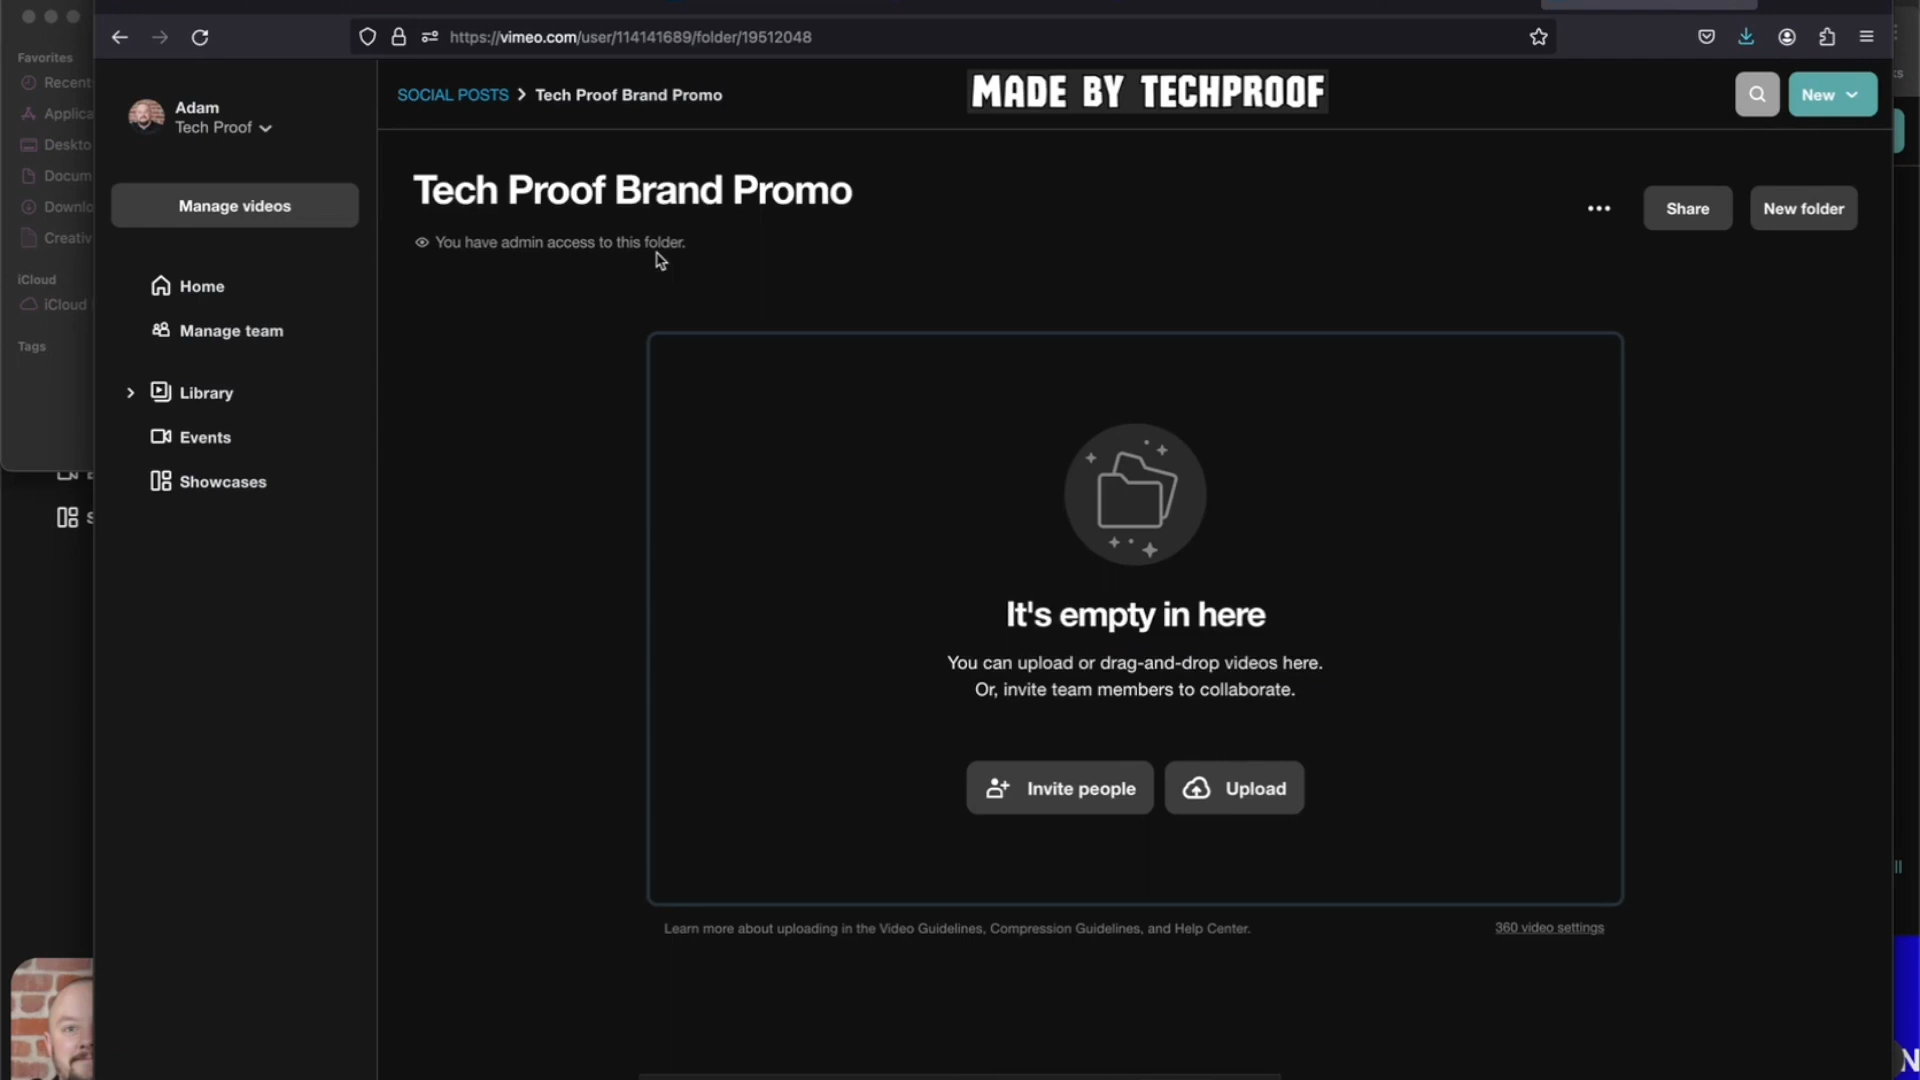 Favorites
Recent
Applica
Deskto
Docum
Downlo
Creativ
iCloud
iCloud
Tags
https://vimeo.com/user/114141689/folder/19512048
Adam
Tech Proof
Manage videos
Home
Manage team
Library
Events
Showcases
SOCIAL POSTS > Tech Proof Brand Promo
MADE BY TECHPROOF
New
Tech Proof Brand Promo
You have admin access to this folder.
Share
New folder
It's empty in here
You can upload or drag-and-drop videos here.
Or, invite team members to collaborate.
Invite people
Upload
Learn more about uploading in the Video Guidelines, Compression Guidelines, and Help Center.
360 video settings